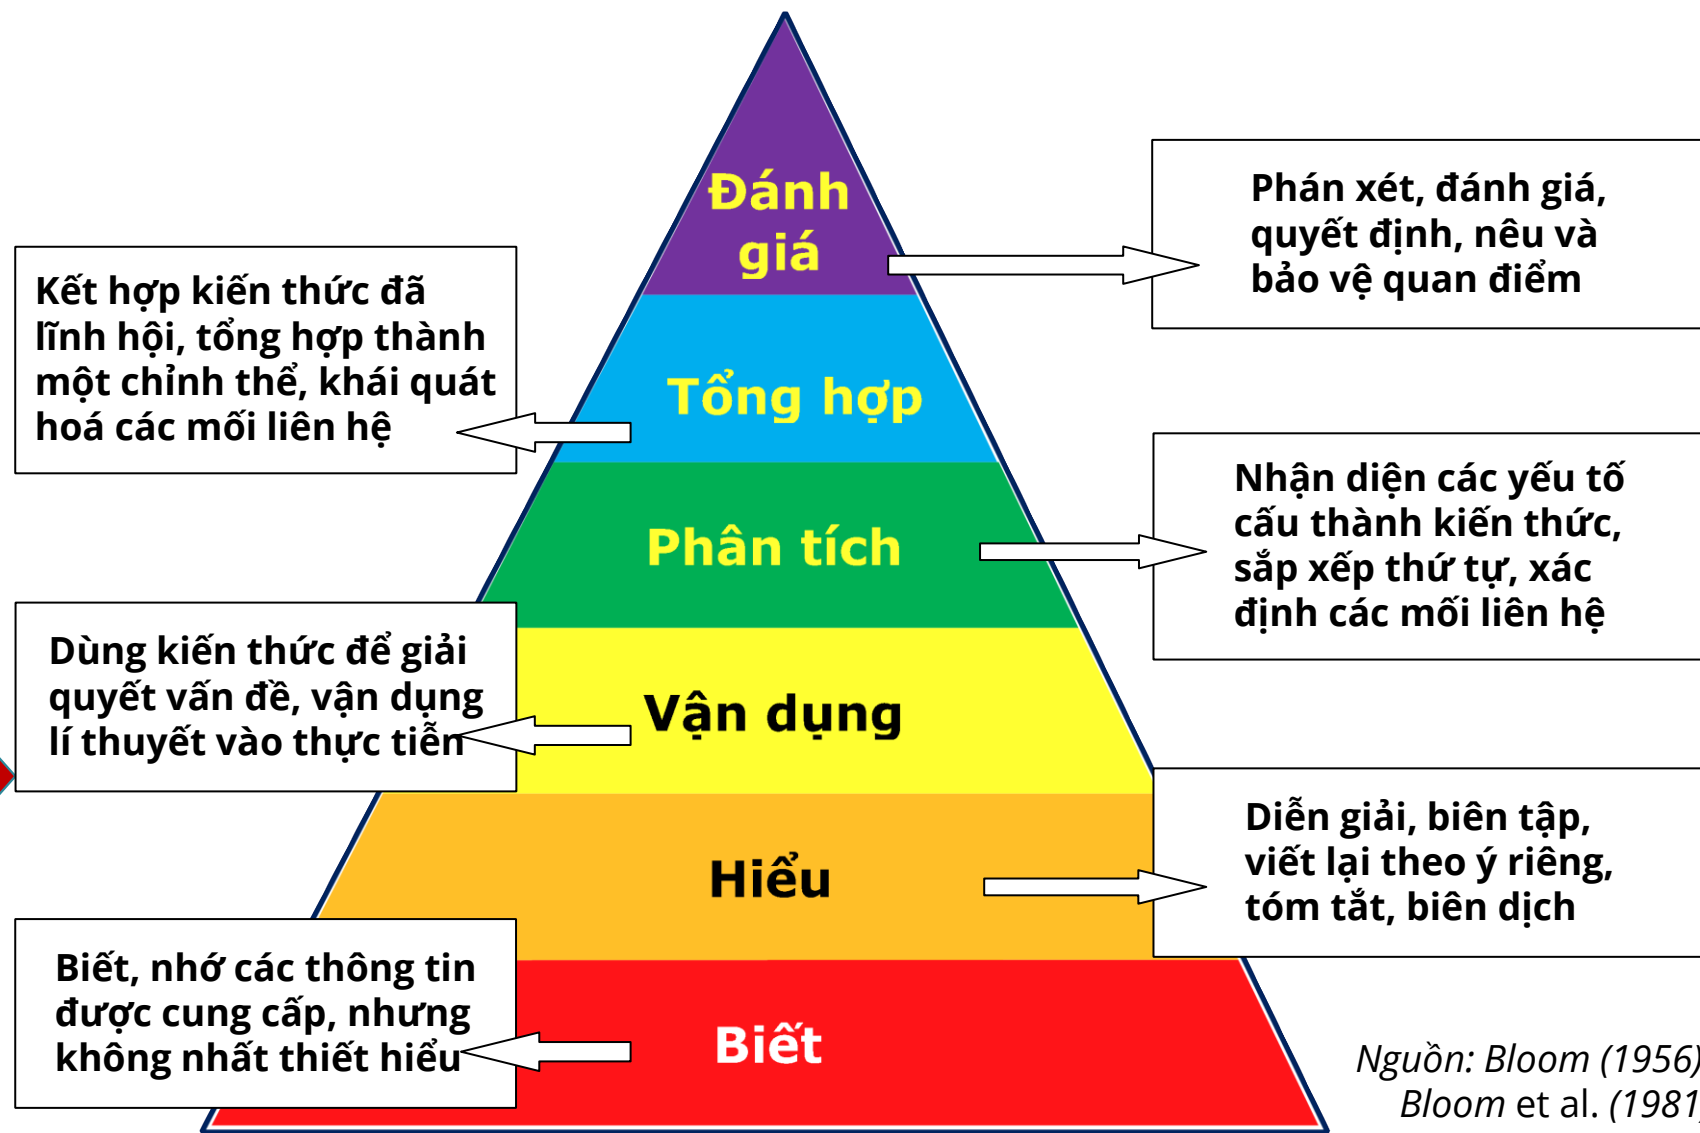 Đánh
giá
Phán xét, đánh giá,
quyết định, nêu và
bảo vệ quan điểm
Kết hợp kiến thức đã
lĩnh hội, tổng hợp thành
một chỉnh thể, khái quát
hoá các mối liên hệ
Tổng hợp
Phân tích
Nhận diện các yếu tố
cấu thành kiến thức,
sắp xếp thứ tự, xác
định các mối liên hệ
Dùng kiến thức để giải
quyết vấn đề, vận dụng
lí thuyết vào thực tiễn
Vận dụng
Hiểu
Diễn giải, biên tập,
viết lại theo ý riêng,
tóm tắt, biên dịch
Biết, nhớ các thông tin
được cung cấp, nhưng
không nhất thiết hiểu
Biết
Nguồn: Bloom (1956)
Bloom et al. (1981)